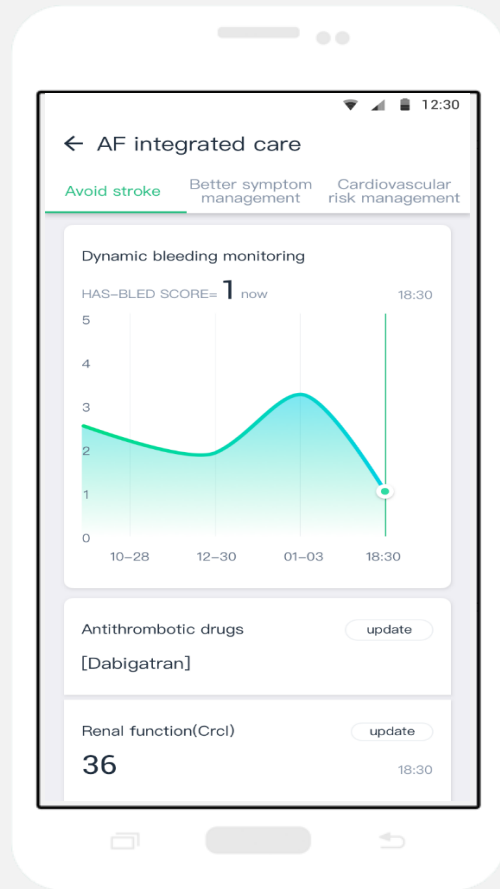 12:30
← AF integrated care
Avoid stroke
Better symptom
management
Cardiovascular
risk management
Dynamic bleeding monitoring
HAS-BLED SCORE= 1 now
18:30
5
4
3
2
1
0
10-28 12-30 01-03 18:30
Antithrombotic drugs
update
[Dabigatran]
Renal function(Crcl)
update
36
18:30